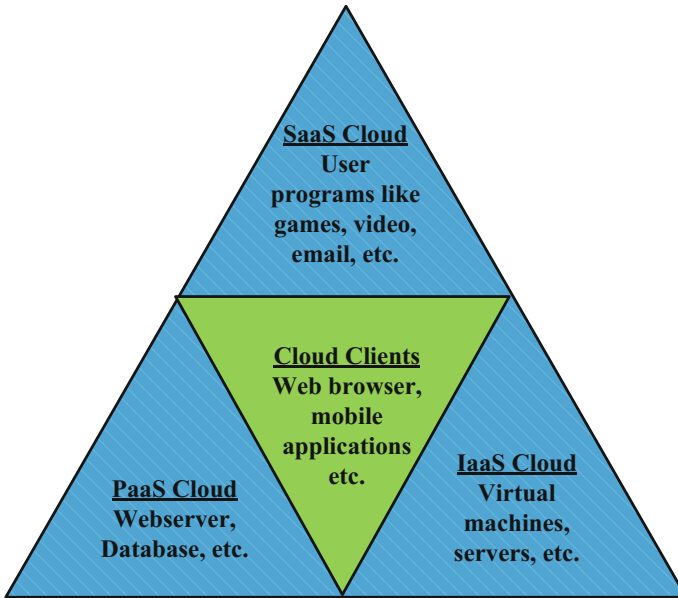 SaaS Cloud
User
programs like
games, video,
email, etc.
Cloud Clients
Web browser,
mobile
applications
etc.
PaaS Cloud
Webserver,
Database, etc.
IaaS Cloud
Virtual
machines,
servers, etc.